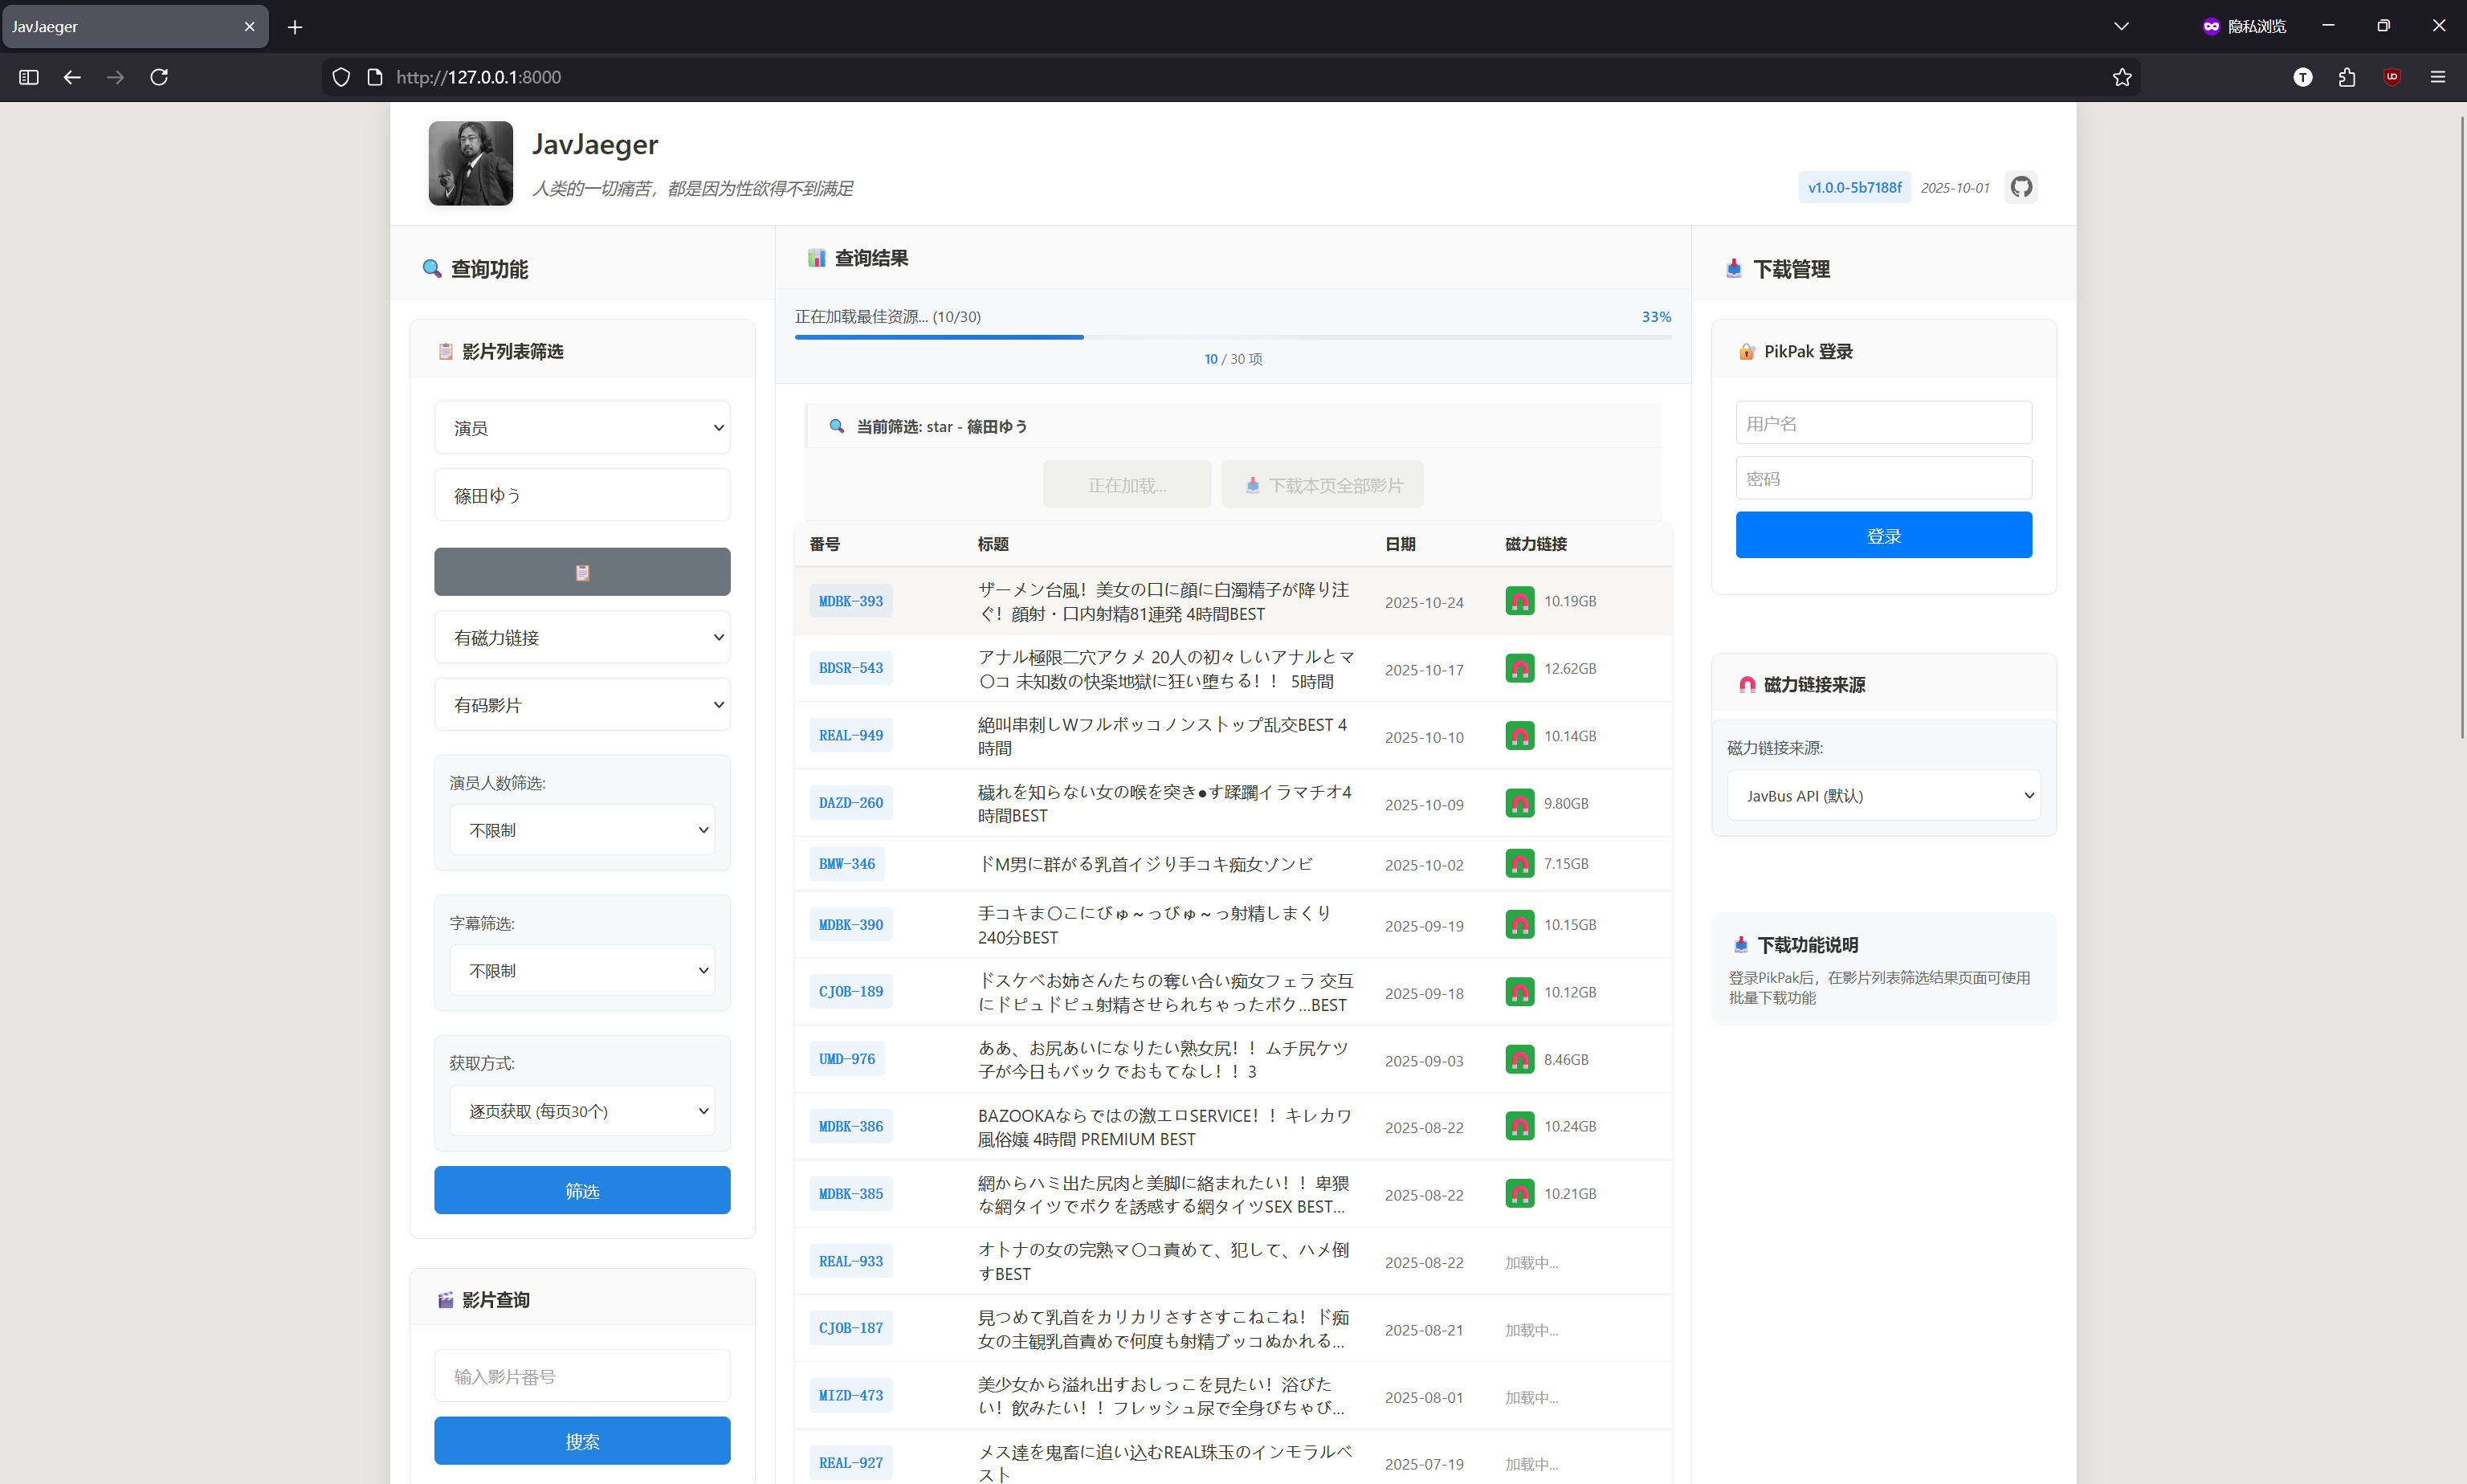 JavJaeger
隐私浏览
http://127.0.0.1:8000
JavJaeger
人类的一切痛苦，都是因为性欲得不到满足
v1.0.0-5b7188f
2025-10-01
查询功能
影片列表筛选
演员
篠田ゆう
有磁力链接
有码影片
演员人数筛选:
不限制
字幕筛选:
不限制
获取方式:
逐页获取 (每页30个)
筛选
影片查询
输入影片番号
搜索
查询结果
正在加载最佳资源... (10/30)
33%
10 / 30 项
当前筛选: star - 篠田ゆう
正在加载...
下载本页全部影片
番号 标题 日期 磁力链接
MDBK-393 ザーメン台風！美女の口に顔に白濁精子が降り注 2025-10-24 10.19GB
ぐ！顔射・口内射精81連発 4時間BEST
BDSR-543 アナル極限二穴アクメ 20人の初々しいアナルとマ 2025-10-17 12.62GB
〇コ 未知数の快楽地獄に狂い堕ちる！！ 5時間
REAL-949 絶叫串刺しWフルボッコノンストップ乱交BEST 4 2025-10-10 10.14GB
時間
DAZD-260 穢れを知らない女の喉を突き●す蹂躙イラマチオ4 2025-10-09 9.80GB
時間BEST
BMW-346 ドM男に群がる乳首イジり手コキ痴女ゾンビ 2025-10-02 7.15GB
MDBK-390 手コキま〇こにびゅ～っびゅ～っ射精しまくり 2025-09-19 10.15GB
240分BEST
CJOB-189 ドスケベお姉さんたちの奪い合い痴女フェラ 交互 2025-09-18 10.12GB
にドピュドピュ射精させられちゃったボク...BEST
UMD-976 ああ、お尻あいになりたい熟女尻！！ムチ尻ケツ 2025-09-03 8.46GB
子が今日もバックでおもてなし！！3
MDBK-386 BAZOOKAならではの激エロSERVICE！！キレカワ 2025-08-22 10.24GB
風俗嬢 4時間 PREMIUM BEST
MDBK-385 網からハミ出た尻肉と美脚に絡まれたい！！卑猥 2025-08-22 10.21GB
な網タイツでボクを誘惑する網タイツSEX BEST...
REAL-933 オトナの女の完熟マ〇コ責めて、犯して、ハメ倒 2025-08-22 加载中...
すBEST
CJOB-187 見つめて乳首をカリカリさすさすこねこね！ド痴 2025-08-21 加载中...
女の主観乳首責めで何度も射精ブッコぬかれる...
MIZD-473 美少女から溢れ出すおしっこを見たい！浴びた 2025-08-01 加载中...
い！飲みたい！！フレッシュ尿で全身びちゃび...
REAL-927 メス達を鬼畜に追い込むREAL珠玉のインモラルベ 2025-07-19 加载中...
スト
下载管理
PikPak 登录
用户名
密码
登录
磁力链接来源
磁力链接来源:
JavBus API (默认)
下载功能说明
登录PikPak后，在影片列表筛选结果页面可使用
批量下载功能